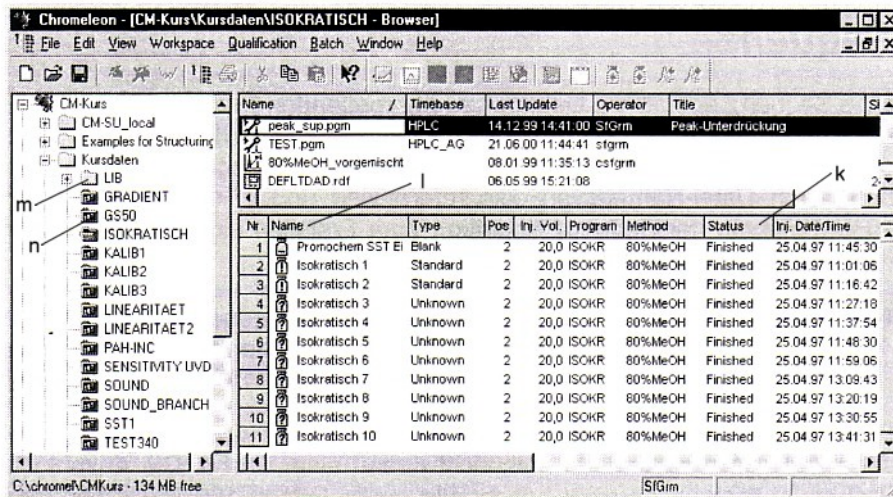 Chromeleon - [CM-Kurs\Kursdaten\ISOKRATISCH - Browser]
File Edit View Workspace Qualification Batch Window Help
CM-Kurs
CM-SU_local
Examples for Structuring
Kursdaten
LIB
GRADIENT
GS50
ISOKRATISCH
KALIB1
KALIB2
KALIB3
LINEARITAET
LINEARITAET2
PAH-INC
SENSITIVITY UVD
SOUND
SOUND_BRANCH
SST1
TEST340
m
n
Name / Timebase Last Update Operator Title
peak_sup.pgm HPLC 14.12.99 14:41:00 SfGrm Peak-Unterdrückung
TEST.pgm HPLC_AG 21.06.00 11:44:41 sfgrm
80%MeOH_vorgemischt 08.01.99 11:35:13 csfgrm
DEFLTDAD.rdf 06.05.99 15:21:08
l
k
Nr. Name Type Pos Inj. Vol. Program Method Status Inj. Date/Time
1 Promochem SST Ei Blank 2 20,0 ISOKR 80%MeOH Finished 25.04.97 11:45:30
2 Isokratisch 1 Standard 2 20,0 ISOKR 80%MeOH Finished 25.04.97 11:01:06
3 Isokratisch 2 Standard 2 20,0 ISOKR 80%MeOH Finished 25.04.97 11:16:42
4 Isokratisch 3 Unknown 2 20,0 ISOKR 80%MeOH Finished 25.04.97 11:27:18
5 Isokratisch 4 Unknown 2 20,0 ISOKR 80%MeOH Finished 25.04.97 11:37:54
6 Isokratisch 5 Unknown 2 20,0 ISOKR 80%MeOH Finished 25.04.97 11:48:30
7 Isokratisch 6 Unknown 2 20,0 ISOKR 80%MeOH Finished 25.04.97 11:59:06
8 Isokratisch 7 Unknown 2 20,0 ISOKR 80%MeOH Finished 25.04.97 13:09:43
9 Isokratisch 8 Unknown 2 20,0 ISOKR 80%MeOH Finished 25.04.97 13:20:19
10 Isokratisch 9 Unknown 2 20,0 ISOKR 80%MeOH Finished 25.04.97 13:30:55
11 Isokratisch 10 Unknown 2 20,0 ISOKR 80%MeOH Finished 25.04.97 13:41:31
C:\chromel\CMKurs - 134 MB free SfGrm